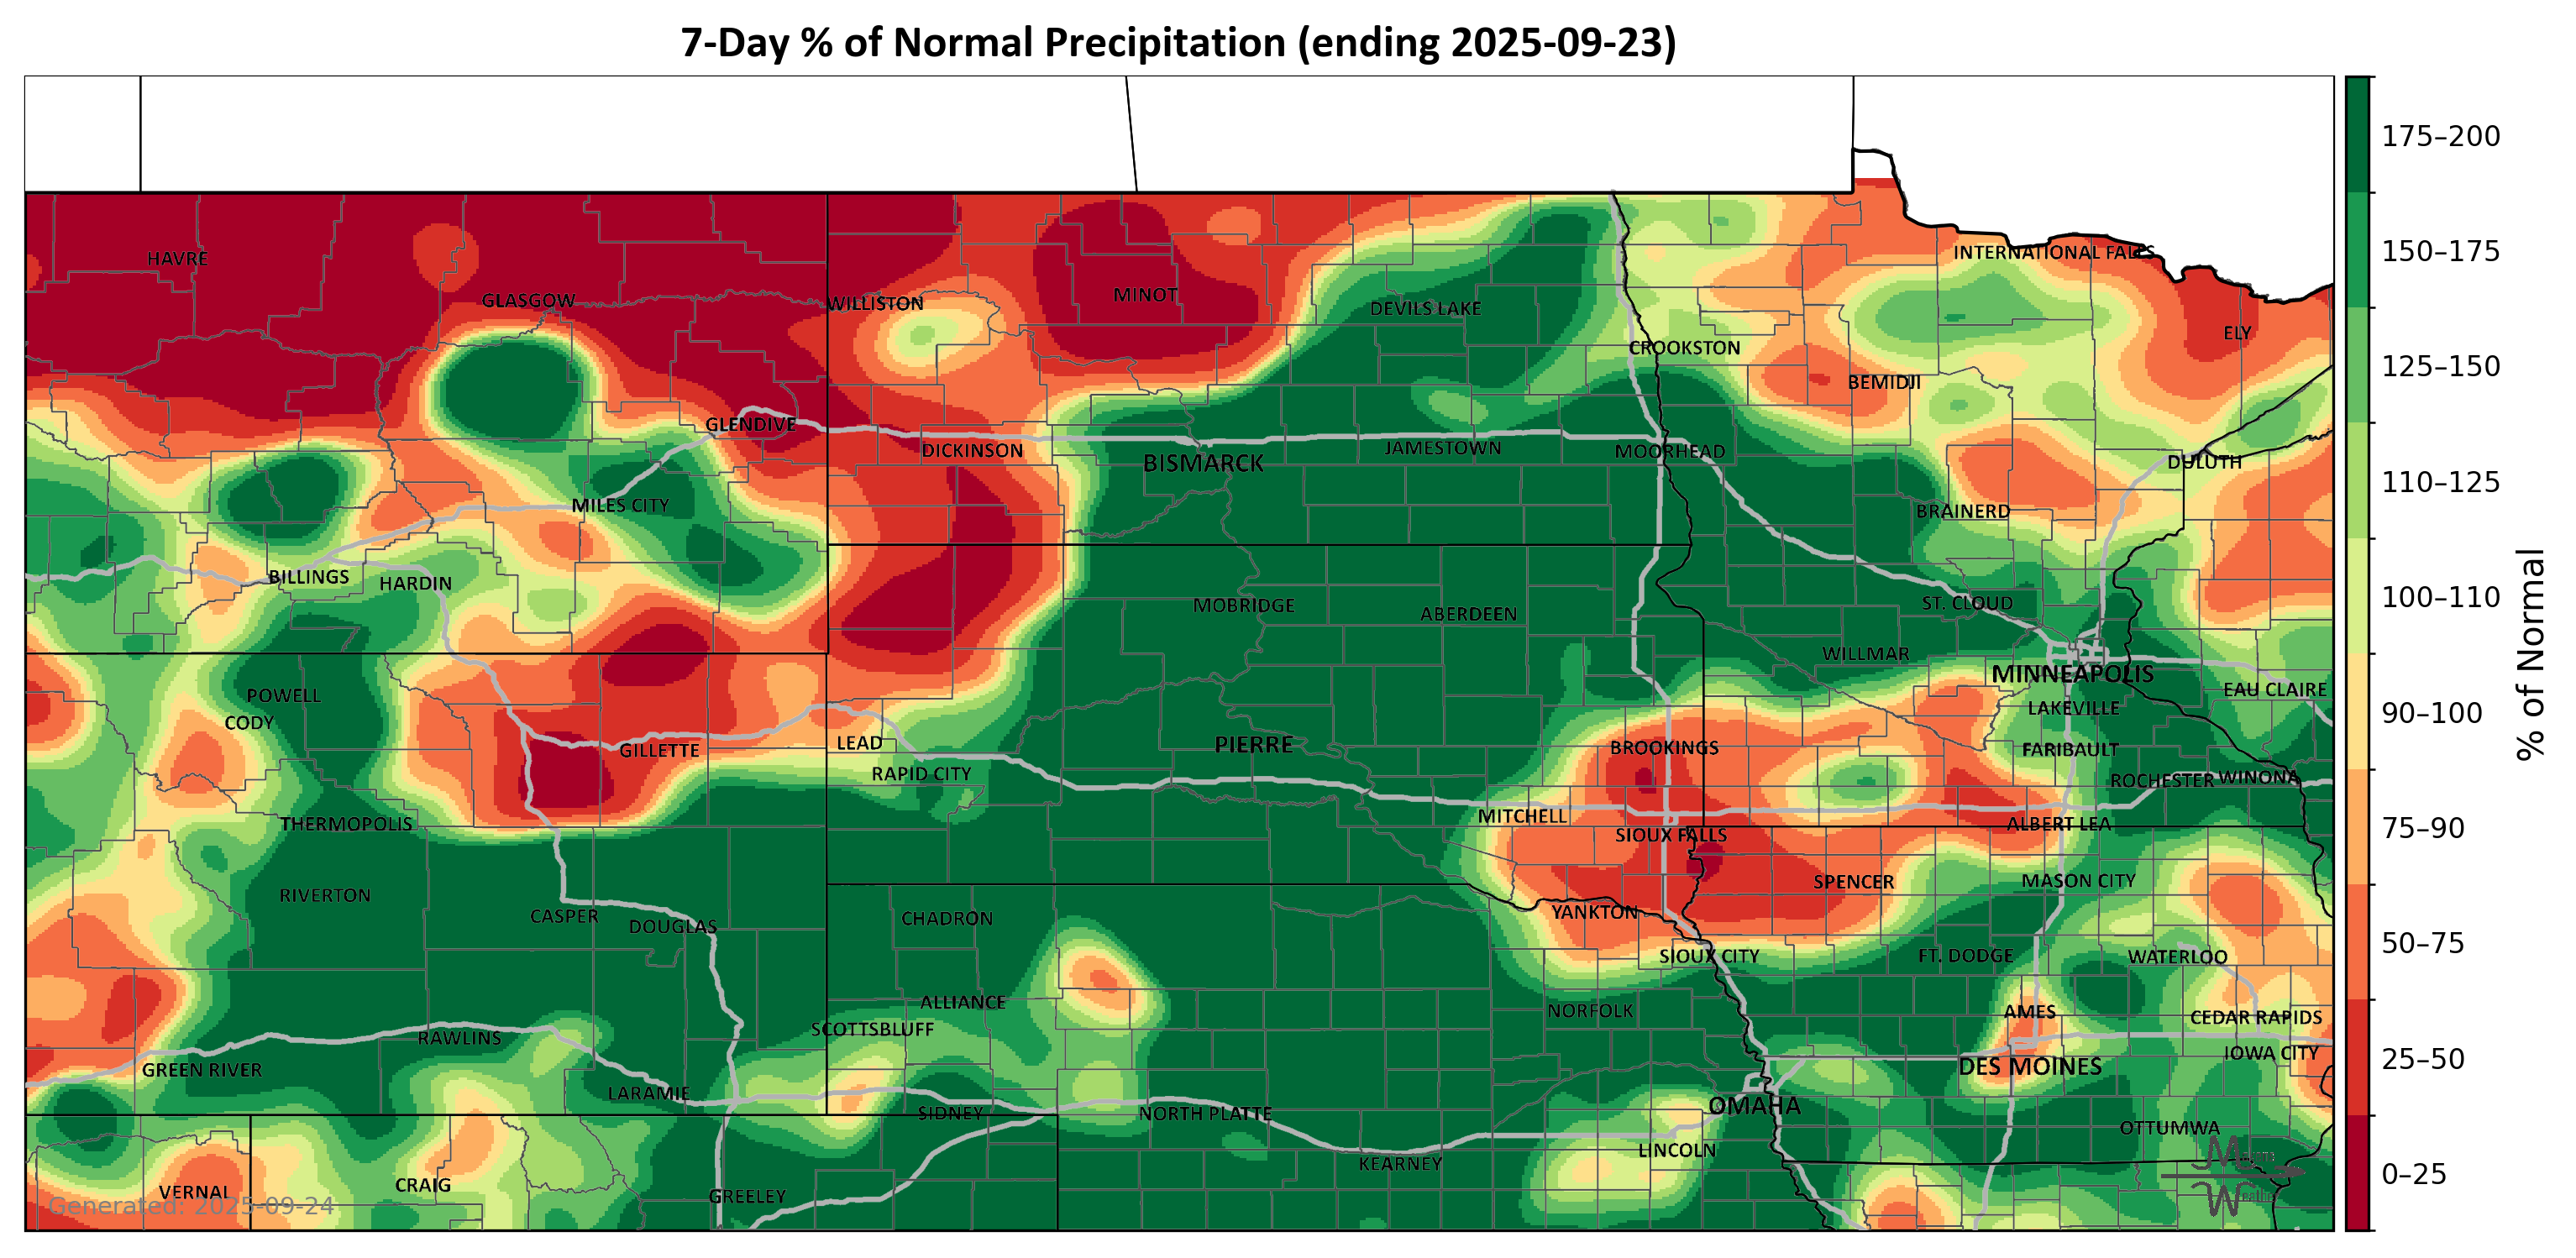 7-Day % of Normal Precipitation (ending 2025-09-23)
175–200
150–175
125–150
110–125
100–110
90–100
75–90
50–75
25–50
0–25
% of Normal
HAVRE
GLASGOW
WILLISTON
MINOT
DEVILS LAKE
INTERNATIONAL FALLS
ELY
CROOKSTON
BEMIDJI
GLENDIVE
DICKINSON
BISMARCK
JAMESTOWN
MOORHEAD
DULUTH
MILES CITY
BRAINERD
BILLINGS
HARDIN
MOBRIDGE
ABERDEEN
ST. CLOUD
WILLMAR
MINNEAPOLIS
POWELL
CODY
EAU CLAIRE
LAKEVILLE
GILLETTE
LEAD
PIERRE
BROOKINGS
FARIBAULT
RAPID CITY
ROCHESTER
WINONA
THERMOPOLIS
MITCHELL
SIOUX FALLS
ALBERT LEA
RIVERTON
SPENCER
MASON CITY
CASPER
DOUGLAS
CHADRON
YANKTON
SIOUX CITY
FT. DODGE
WATERLOO
ALLIANCE
NORFOLK
AMES
CEDAR RAPIDS
SCOTTSBLUFF
RAWLINS
IOWA CITY
GREEN RIVER
DES MOINES
LARAMIE
SIDNEY
NORTH PLATTE
OMAHA
OTTUMWA
LINCOLN
KEARNEY
VERNAL
CRAIG
GREELEY
Generated: 2025-09-24